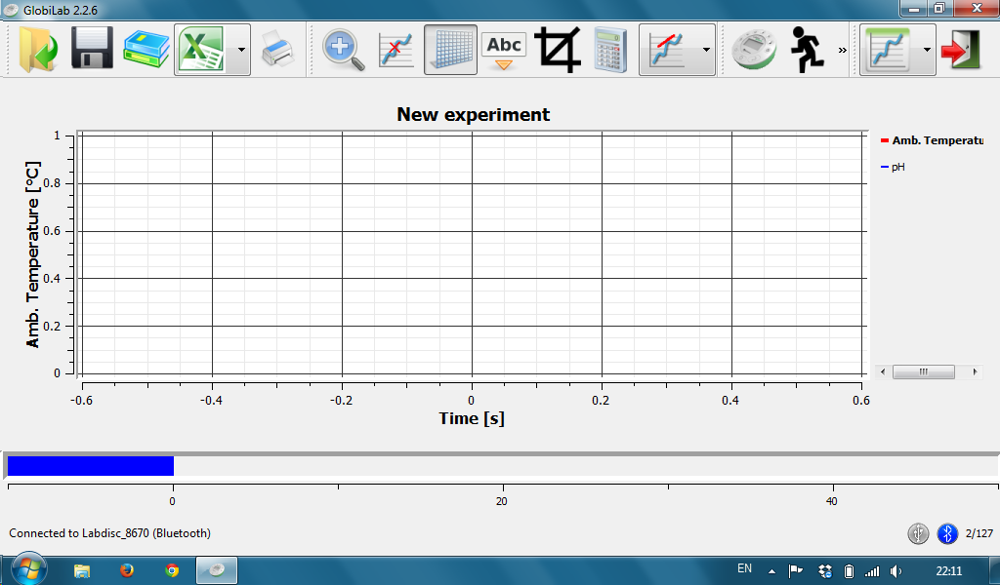 GlobiLab 2.2.6
Abc
»
New experiment
Amb. Temperature [°C]
1
0.8
0.6
0.4
0.2
0
-0.6 -0.4 -0.2 0 0.2 0.4 0.6
Time [s]
Amb. Temperatu
pH
0 20 40
Connected to Labdisc_8670 (Bluetooth)
2/127
EN
22:11